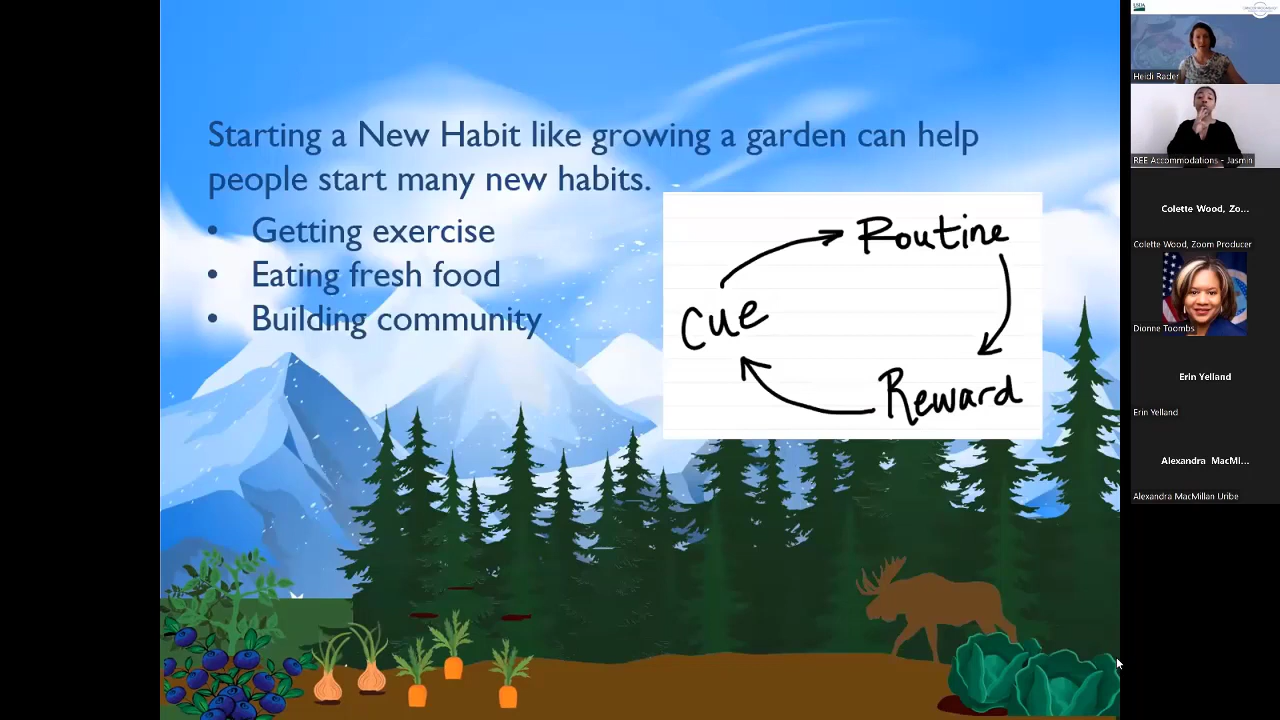 Starting a New Habit like growing a garden can help
people start many new habits.
• Getting exercise
• Eating fresh food
• Building community
Routine
Cue
Reward
USDA
Heidi Rader
REE Accommodations - Jasmin
Colette Wood, Zo...
Colette Wood, Zoom Producer
Dionne Toombs
Erin Yelland
Erin Yelland
Alexandra MacMI...
Alexandra MacMillan Uribe